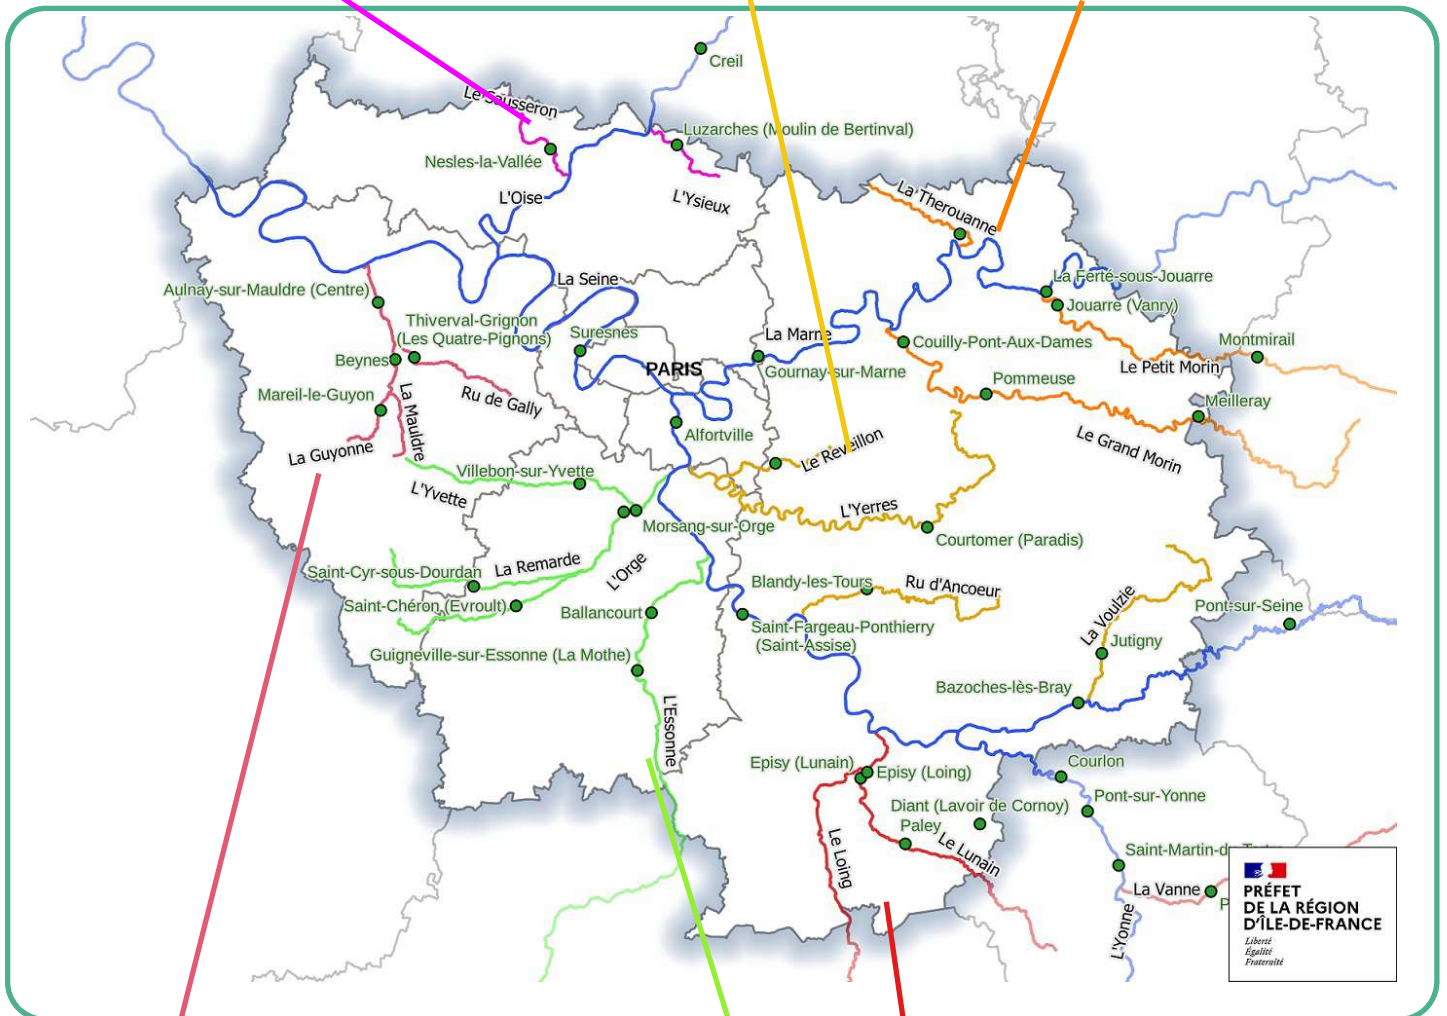 Creil
Le Sausseron
Luzarches (Moulin de Bertinval)
Nesles-la-Vallée
L'Oise
L'Ysieux
La Therouanne
La Seine
La Ferté-sous-Jouarre
Aulnay-sur-Mauldre (Centre)
Jouarre (Vanry)
Thiverval-Grignon
(Les Quatre-Pignons)
Suresnes
La Marne
Couilly-Pont-Aux-Dames
Montmirail
Beynes
PARIS
Gournay-sur-Marne
Le Petit Morin
Pommeuse
Mareil-le-Guyon
La Mauldre
Ru de Gally
Meilleray
Alfortville
La Guyonne
Le Reveillon
Le Grand Morin
Villebon-sur-Yvette
L'Yvette
L'Yerres
Morsang-sur-Orge
Courtomer (Paradis)
La Remarde
L'Orge
Saint-Cyr-sous-Dourdan
Blandy-les-Tours
Ru d'Ancoeur
Saint-Chéron (Evroult)
Ballancourt
La Voulzie
Pont-sur-Seine
Saint-Fargeau-Ponthierry
(Saint-Assise)
Jutigny
Guigneville-sur-Essonne (La Mothe)
Bazoches-lès-Bray
L'Essonne
Episy (Lunain)
Episy (Loing)
Courlon
Diant (Lavoir de Cornoy)
Pont-sur-Yonne
Paley
Le Loing
Le Lunain
Saint-Martin-du-Tertre
La Vanne
P
L'Yonne
PRÉFET
DE LA RÉGION
D'ÎLE-DE-FRANCE
Liberté
Égalité
Fraternité